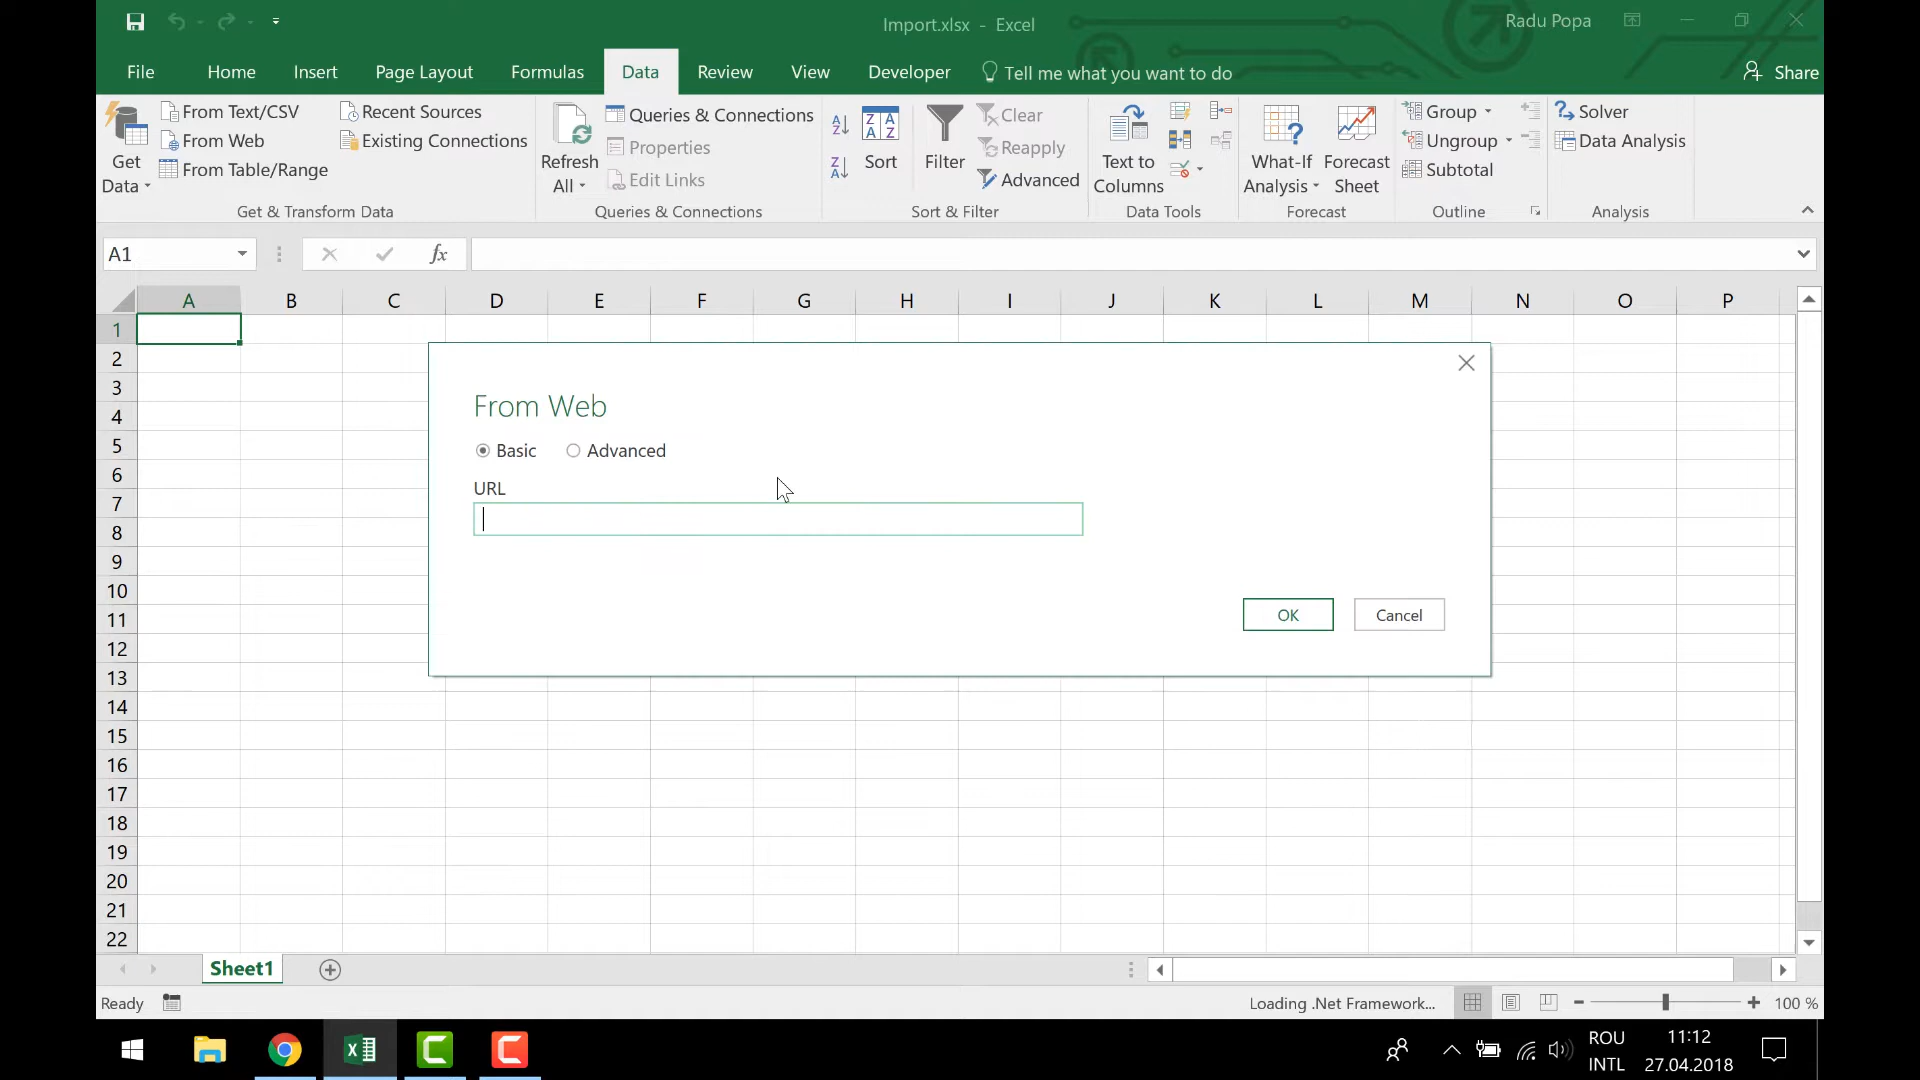 Import.xlsx - Excel
Radu Popa
File Home Insert Page Layout Formulas Data Review View Developer Tell me what you want to do Share
Get Data
From Text/CSV
From Web
From Table/Range
Recent Sources
Existing Connections
Get & Transform Data
Refresh All
Queries & Connections
Properties
Edit Links
Queries & Connections
Sort
Filter
Clear
Reapply
Advanced
Sort & Filter
Text to Columns
Data Tools
What-If Analysis
Forecast Sheet
Forecast
Group
Ungroup
Subtotal
Outline
Solver
Data Analysis
Analysis
A1
fx
A B C D E F G H I J K L M N O P
1
2
3
4
5
6
7
8
9
10
11
12
13
14
15
16
17
18
19
20
21
22
From Web
Basic Advanced
URL
OK Cancel
Sheet1
Ready
Loading .Net Framework...
100 %
ROU
INTL
11:12
27.04.2018